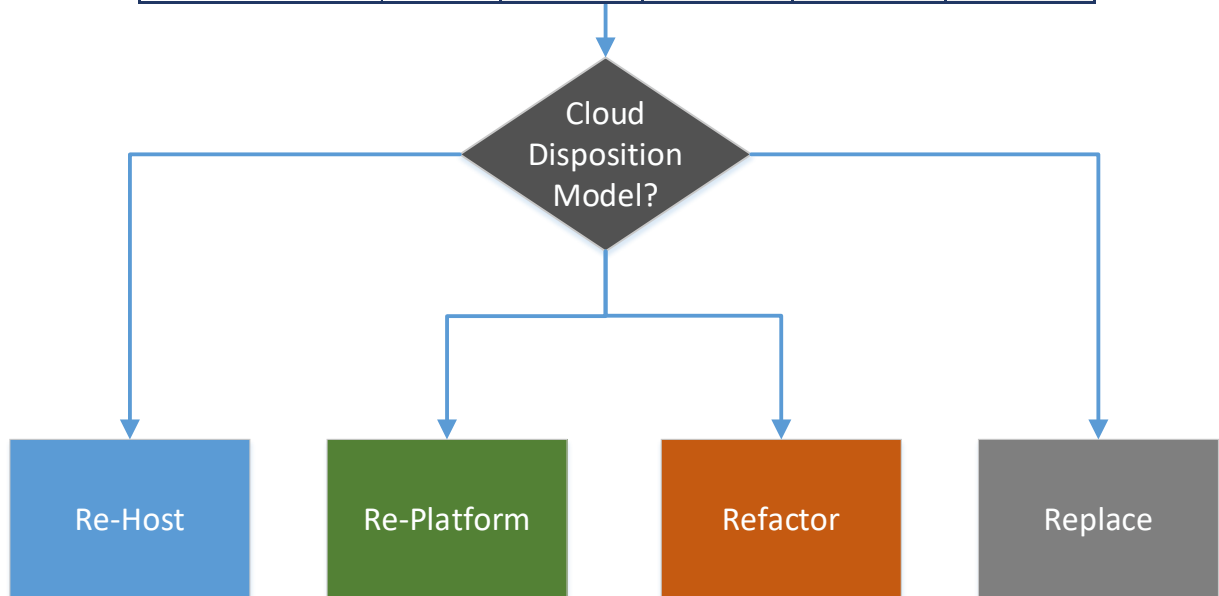 Cloud
Disposition
Model?
Re-Host
Re-Platform
Refactor
Replace